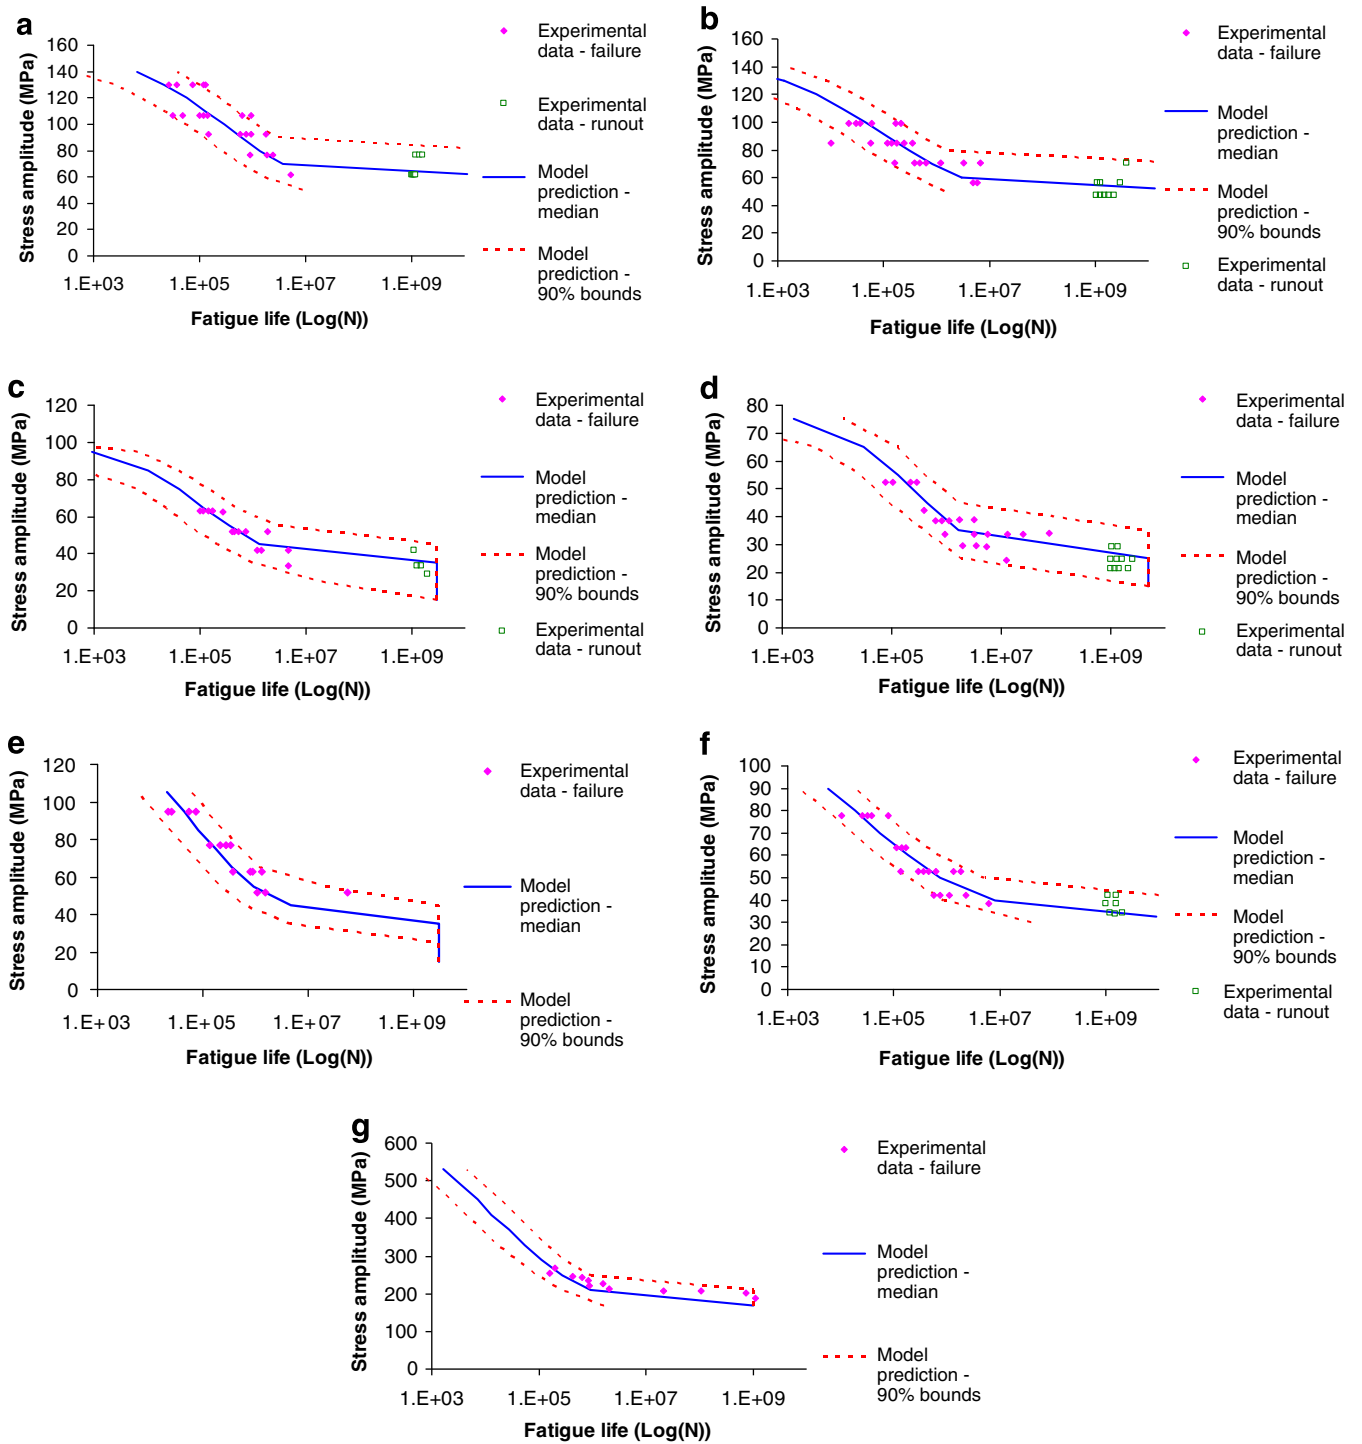 a
160
140
120
100
80
60
40
20
0
Stress amplitude (MPa)
1.E+03 1.E+05 1.E+07 1.E+09
Fatigue life (Log(N))
Experimental
data - failure
Experimental
data - runout
Model
prediction -
median
Model
prediction -
90% bounds
b
160
140
120
100
80
60
40
20
0
Stress amplitude (MPa)
1.E+03 1.E+05 1.E+07 1.E+09
Fatigue life (Log(N))
Experimental
data - failure
Model
prediction -
median
Model
prediction -
90% bounds
Experimental
data - runout
c
120
100
80
60
40
20
0
Stress amplitude (MPa)
1.E+03 1.E+05 1.E+07 1.E+09
Fatigue life (Log(N))
Experimental
data - failure
Model
prediction -
median
Model
prediction -
90% bounds
Experimental
data - runout
d
80
70
60
50
40
30
20
10
0
Stress amplitude (MPa)
1.E+03 1.E+05 1.E+07 1.E+09
Fatigue life (Log(N))
Experimental
data - failure
Model
prediction -
median
Model
prediction -
90% bounds
Experimental
data - runout
e
120
100
80
60
40
20
0
Stress amplitude (MPa)
1.E+03 1.E+05 1.E+07 1.E+09
Fatigue life (Log(N))
Experimental
data - failure
Model
prediction -
median
Model
prediction -
90% bounds
f
100
90
80
70
60
50
40
30
20
10
0
Stress amplitude (MPa)
1.E+03 1.E+05 1.E+07 1.E+09
Fatigue life (Log(N))
Experimental
data - failure
Model
prediction -
median
Model
prediction -
90% bounds
Experimental
data - runout
g
600
500
400
300
200
100
0
Stress amplitude (MPa)
1.E+03 1.E+05 1.E+07 1.E+09
Fatigue life (Log(N))
Experimental
data - failure
Model
prediction -
median
Model
prediction -
90% bounds